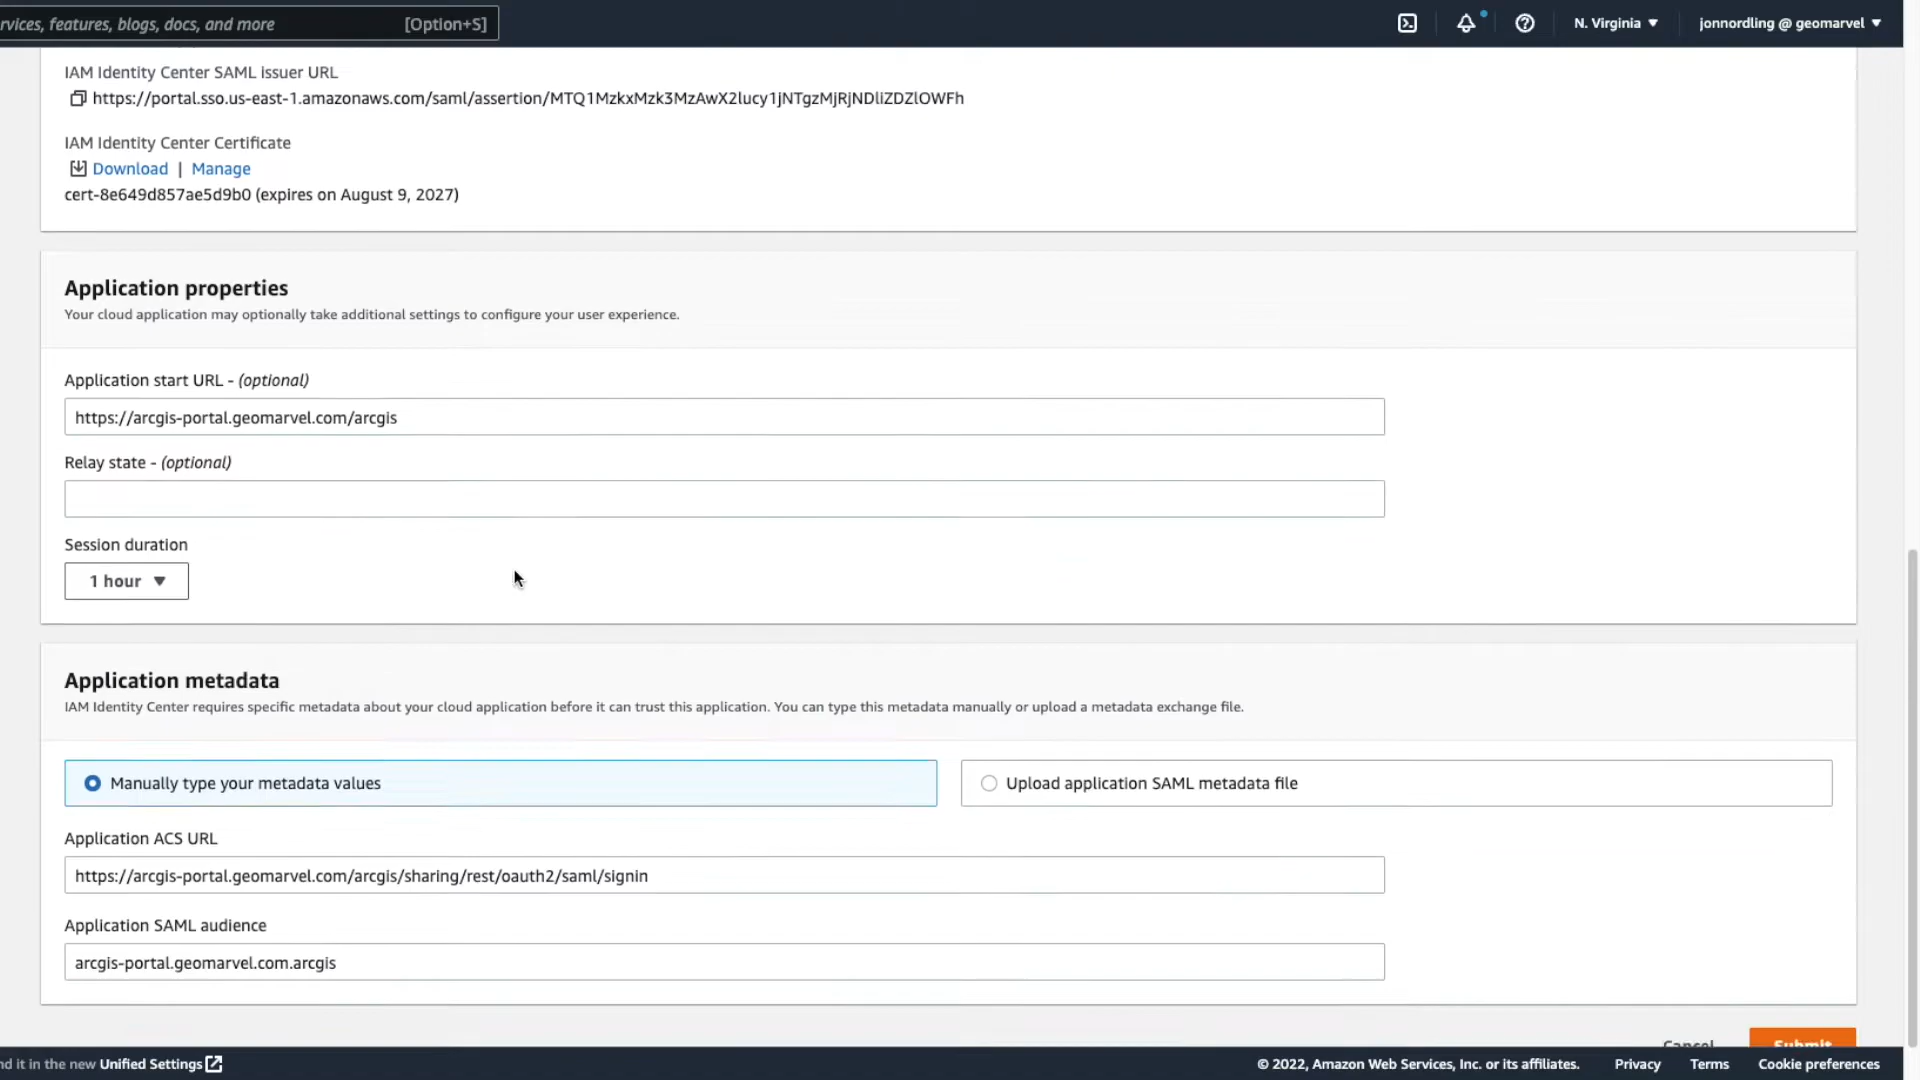 rvices, features, blogs, docs, and more [Option+S] N. Virginia ▼ jonnordling @ geomarvel ▼
IAM Identity Center SAML issuer URL
https://portal.sso.us-east-1.amazonaws.com/saml/assertion/MTQ1MzkxMzk3MzAwX2lucy1jNTgzMjRjNDliZDZlOWFh
IAM Identity Center Certificate
Download | Manage
cert-8e649d857ae5d9b0 (expires on August 9, 2027)
Application properties
Your cloud application may optionally take additional settings to configure your user experience.
Application start URL - (optional)
https://arcgis-portal.geomarvel.com/arcgis
Relay state - (optional)
Session duration
1 hour ▼
Application metadata
IAM Identity Center requires specific metadata about your cloud application before it can trust this application. You can type this metadata manually or upload a metadata exchange file.
Manually type your metadata values Upload application SAML metadata file
Application ACS URL
https://arcgis-portal.geomarvel.com/arcgis/sharing/rest/oauth2/saml/signin
Application SAML audience
arcgis-portal.geomarvel.com.arcgis
Cancel Submit
nd it in the new Unified Settings © 2022, Amazon Web Services, Inc. or its affiliates. Privacy Terms Cookie preferences